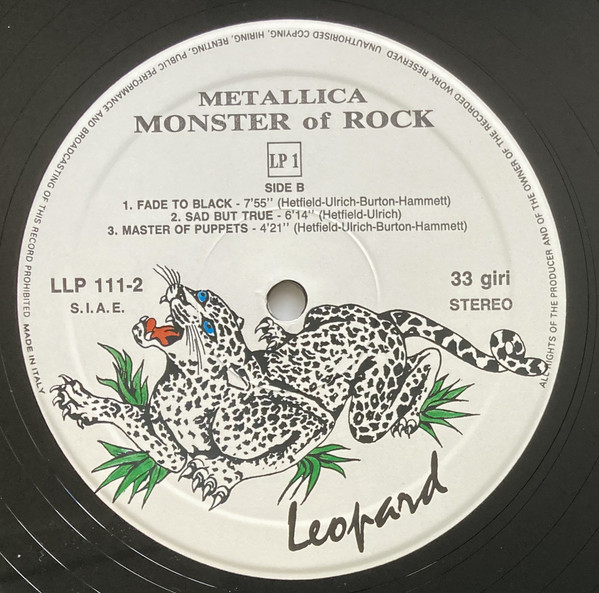 METALLICA
MONSTER of ROCK
LP 1
SIDE B
1. FADE TO BLACK - 7'55" (Hetfield-Ulrich-Burton-Hammett)
2. SAD BUT TRUE - 6'14" (Hetfield-Ulrich)
3. MASTER OF PUPPETS - 4'21" (Hetfield-Ulrich-Burton-Hammett)
LLP 111-2
S.I.A.E.
33 giri
STEREO
Leopard
ALL RIGHTS OF THE PRODUCER AND OF THE OWNER OF THE RECORDED WORK RESERVED. UNAUTHORISED COPYING, HIRING, RENTING, PUBLIC PERFORMANCE AND BROADCASTING OF THIS RECORD PROHIBITED. MADE IN ITALY